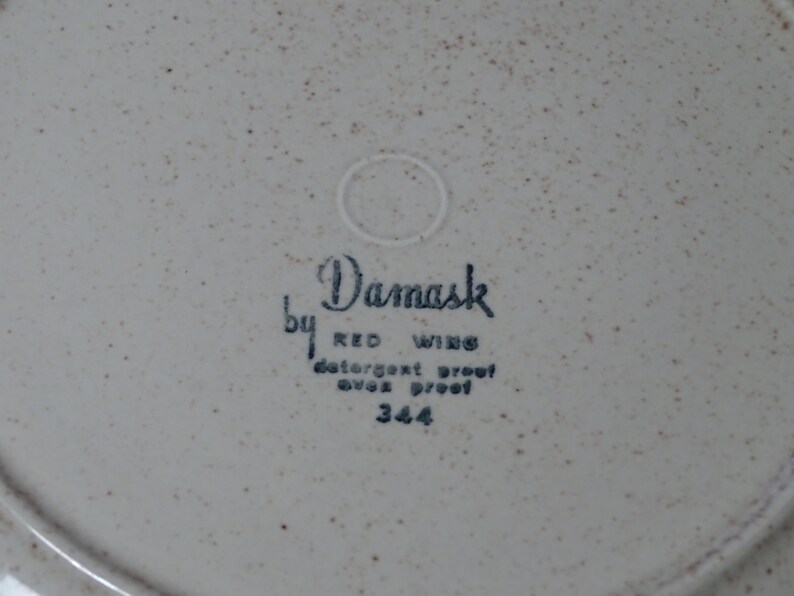 Damask
by RED WING
detergent proof
oven proof
344